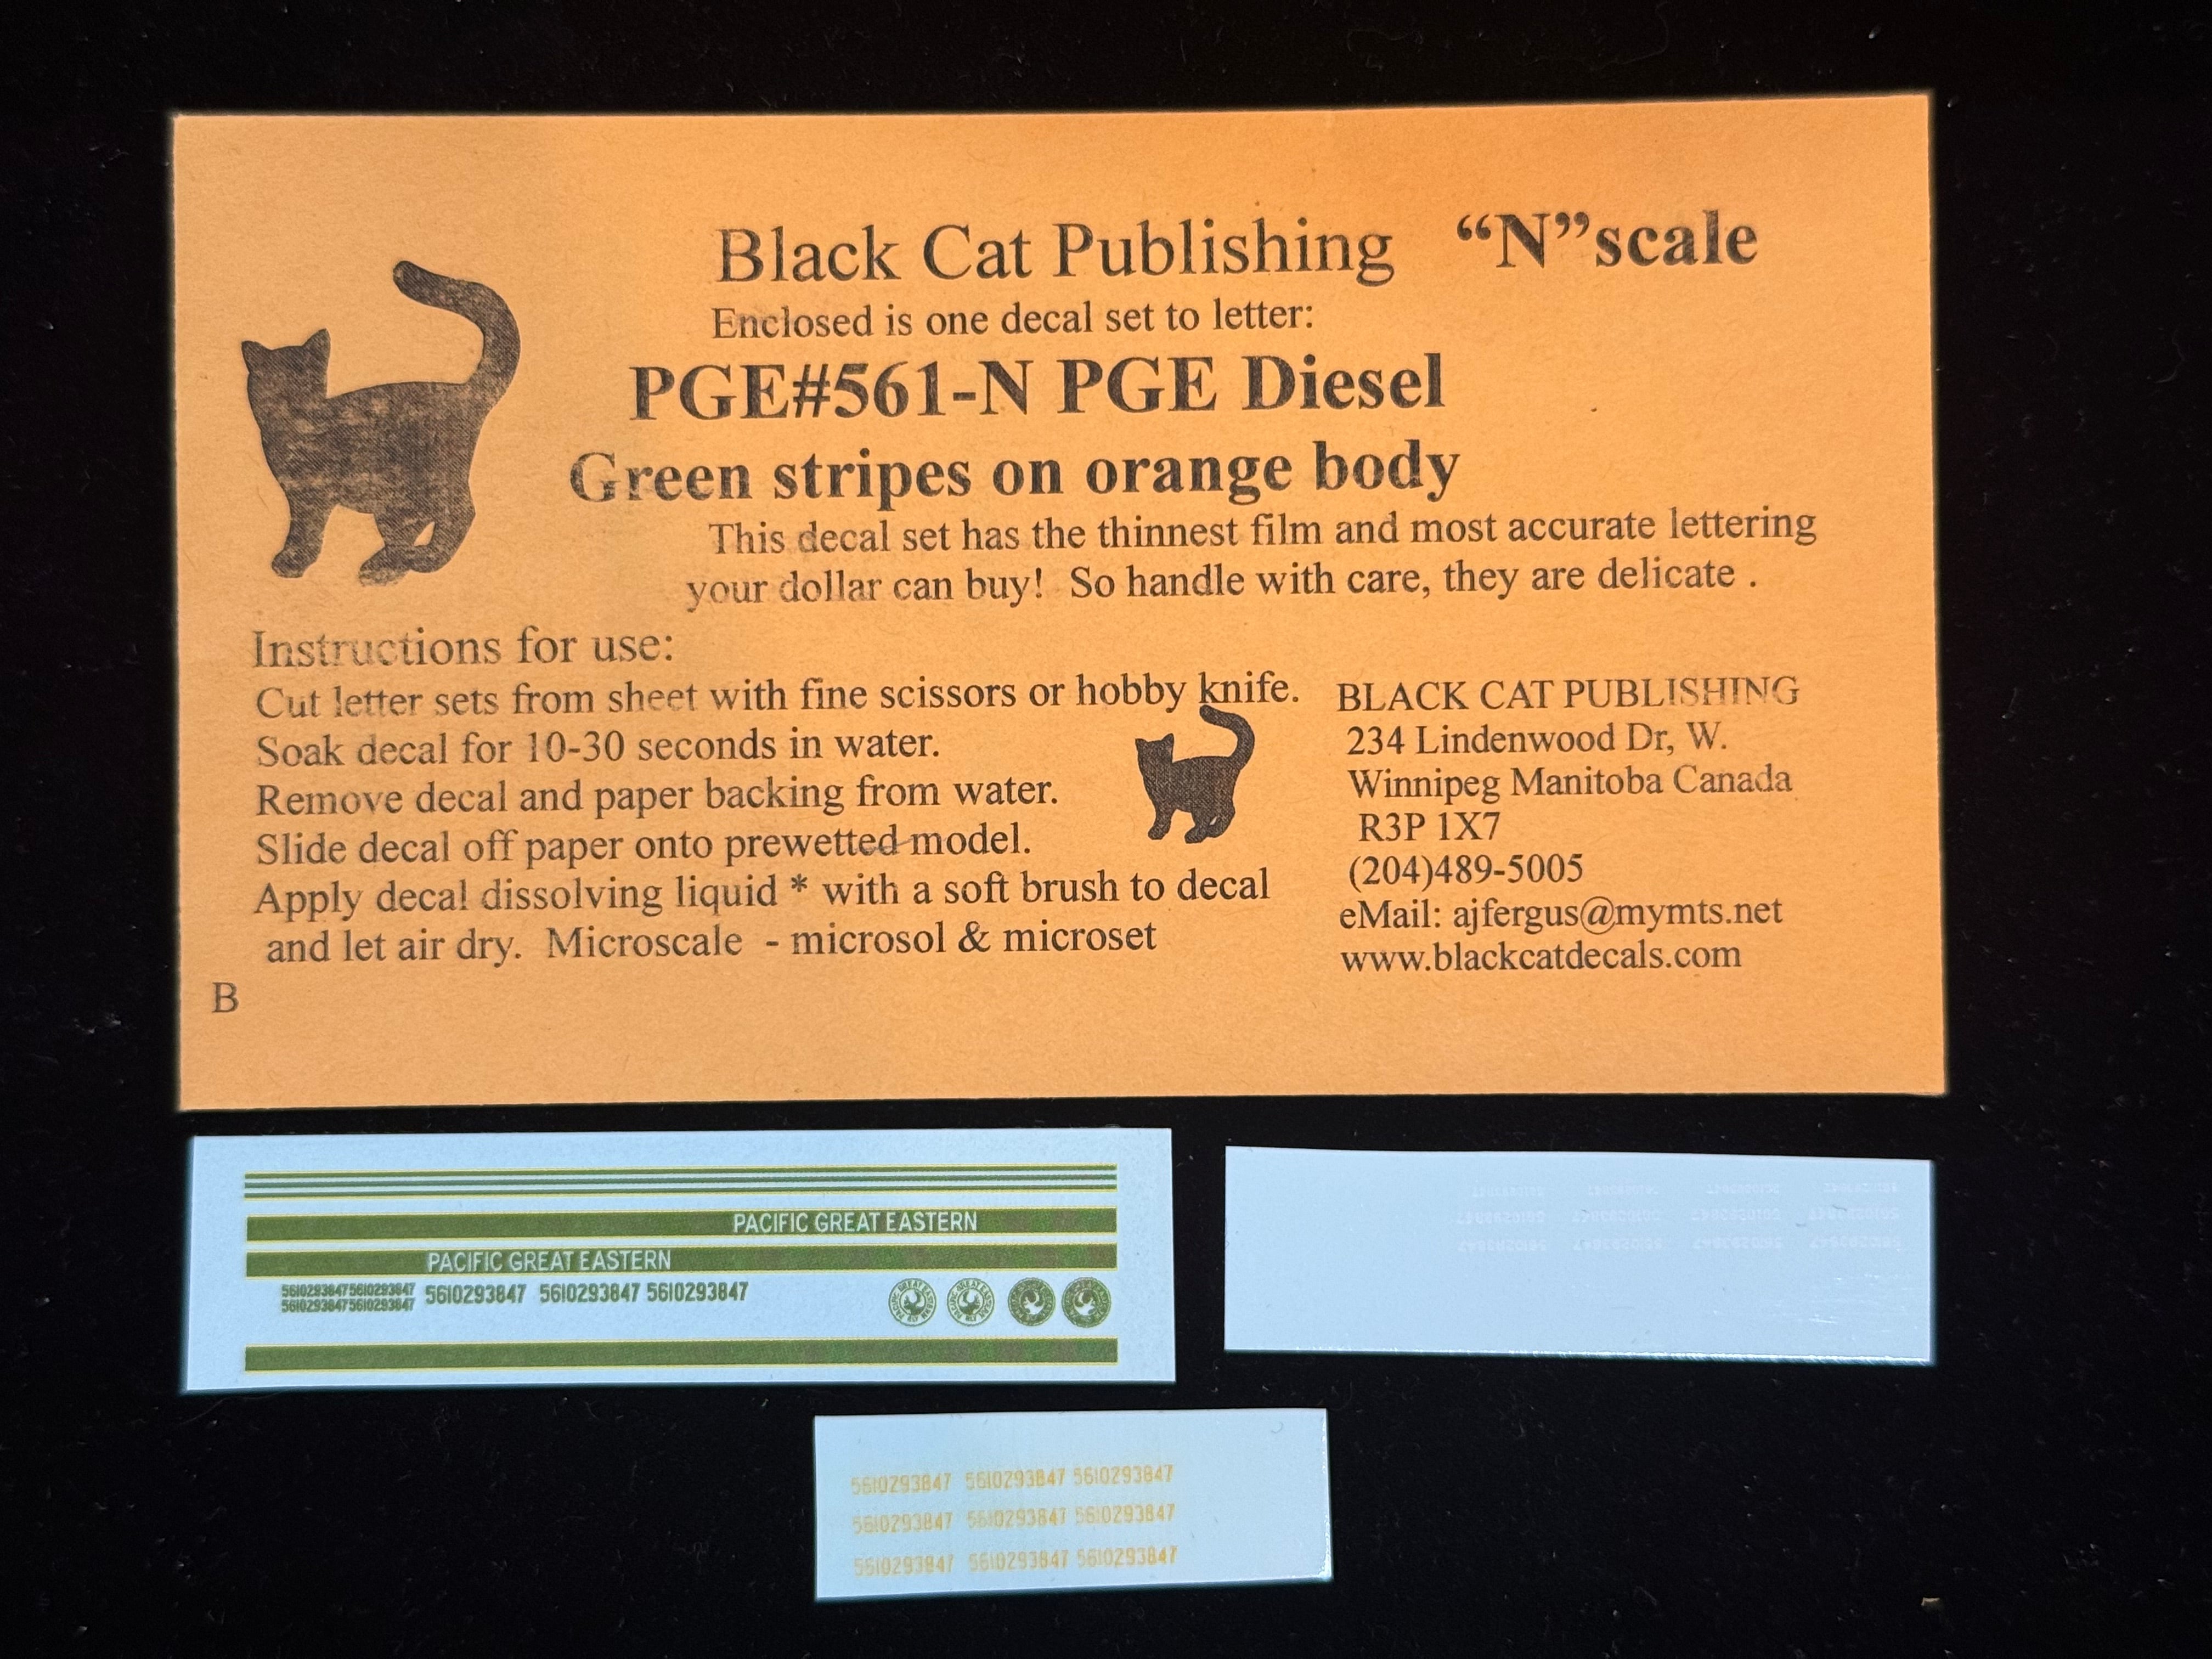 Black Cat Publishing “N”scale
Enclosed is one decal set to letter:
PGE#561-N PGE Diesel
Green stripes on orange body
This decal set has the thinnest film and most accurate lettering
your dollar can buy! So handle with care, they are delicate .
Instructions for use:
Cut letter sets from sheet with fine scissors or hobby knife.
Soak decal for 10-30 seconds in water.
Remove decal and paper backing from water.
Slide decal off paper onto prewetted model.
Apply decal dissolving liquid * with a soft brush to decal
and let air dry. Microscale - microsol & microset
B
BLACK CAT PUBLISHING
234 Lindenwood Dr, W.
Winnipeg Manitoba Canada
R3P 1X7
(204)489-5005
eMail: ajfergus@mymts.net
www.blackcatdecals.com
PACIFIC GREAT EASTERN
PACIFIC GREAT EASTERN
5610293847 5610293847 5610293847 5610293847 5610293847
5610293847 5610293847
5610293847 5610293847 5610293847
5610293847 5610293847 5610293847
5610293847 5610293847 5610293847